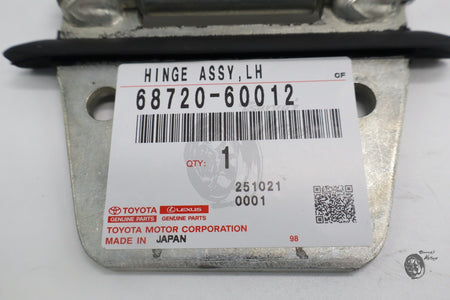 HINGE ASSY,LH
CF
68720-60012
QTY: 1
251021
0001
TOYOTA LEXUS
GENUINE PARTS GENUINE PARTS
TOYOTA MOTOR CORPORATION
MADE IN JAPAN
98